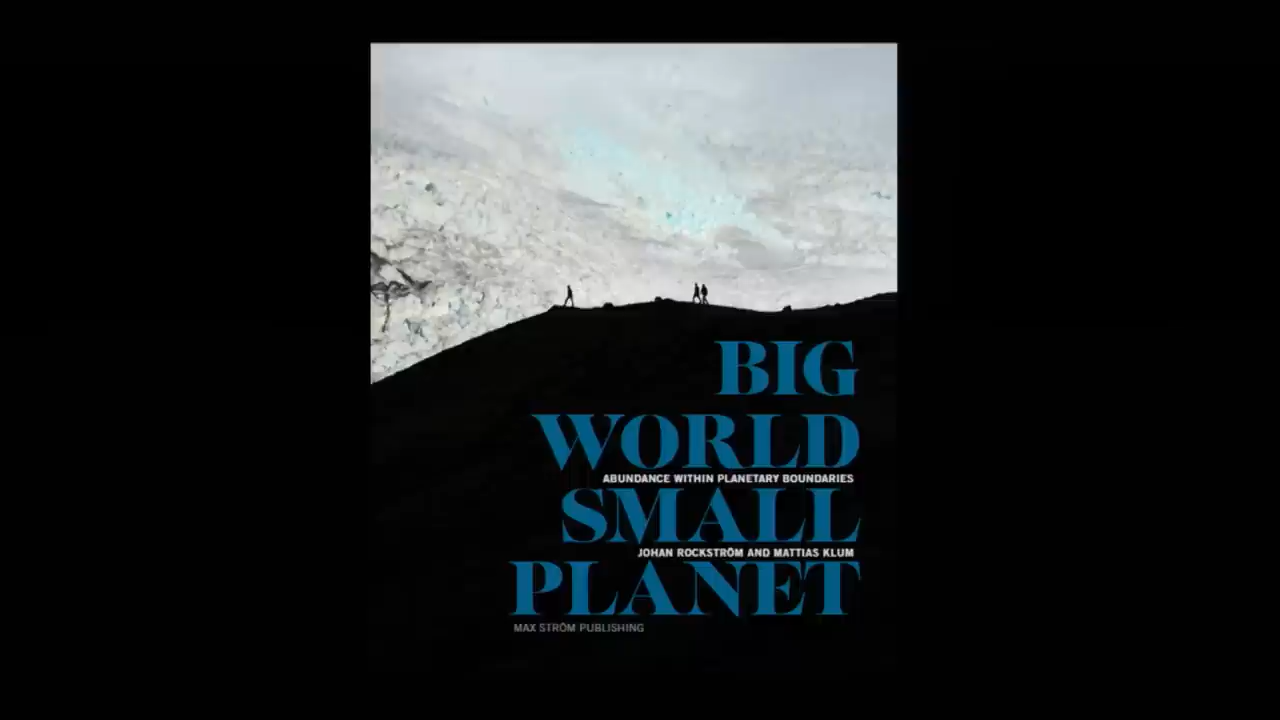 BIG
WORLD
ABUNDANCE WITHIN PLANETARY BOUNDARIES
SMALL
JOHAN ROCKSTRÖM AND MATTIAS KLUM
PLANET
MAX STRÖM PUBLISHING